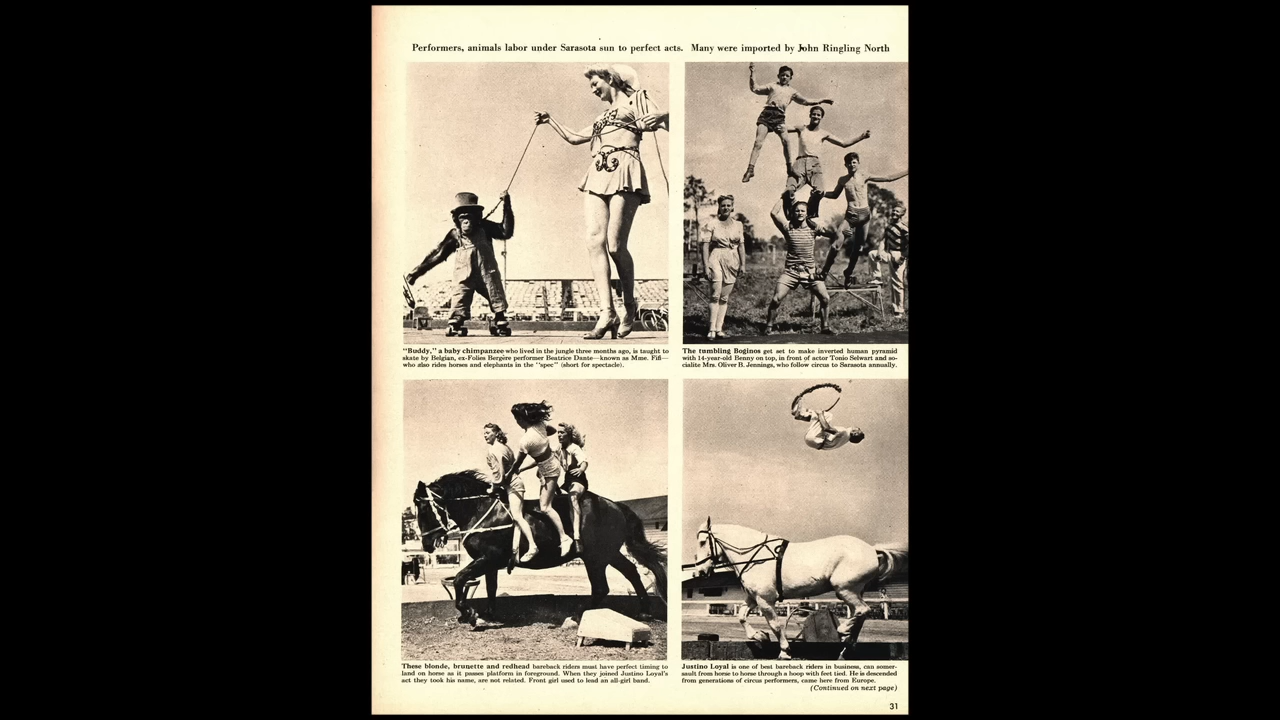 Performers, animals labor under Sarasota sun to perfect acts. Many were imported by John Ringling North
"Buddy," a baby chimpanzee who lived in the jungle three months ago, is taught to
skate by Belgian, ex-Folies Bergère performer Beatrice Dante—known as Mme. Fifi—
who also rides horses and elephants in the "spec" (short for spectacle).
The tumbling Boginos get set to make inverted human pyramid
with 14-year-old Benny on top, in front of actor Tonio Selwart and so-
cialite Mrs. Oliver B. Jennings, who follow circus to Sarasota annually.
These blonde, brunette and redhead bareback riders must have perfect timing to
land on horse as it passes platform in foreground. When they joined Justino Loyal's
act they took his name, are not related. Front girl used to lead an all-girl band.
Justino Loyal is one of best bareback riders in business, can somer-
sault from horse to horse through a hoop with feet tied. He is descended
from generations of circus performers, came here from Europe.
(Continued on next page)
31